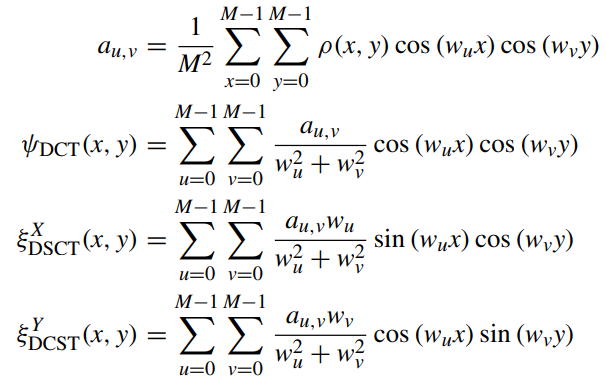 a_{u,v} = \frac{1}{M^2} \sum_{x=0}^{M-1} \sum_{y=0}^{M-1} \rho(x, y) \cos (w_u x) \cos (w_v y)
\psi_{DCT}(x, y) = \sum_{u=0}^{M-1} \sum_{v=0}^{M-1} \frac{a_{u,v}}{w_u^2 + w_v^2} \cos (w_u x) \cos (w_v y)
\xi_{DSCT}^X(x, y) = \sum_{u=0}^{M-1} \sum_{v=0}^{M-1} \frac{a_{u,v} w_u}{w_u^2 + w_v^2} \sin (w_u x) \cos (w_v y)
\xi_{DCST}^Y(x, y) = \sum_{u=0}^{M-1} \sum_{v=0}^{M-1} \frac{a_{u,v} w_v}{w_u^2 + w_v^2} \cos (w_u x) \sin (w_v y)